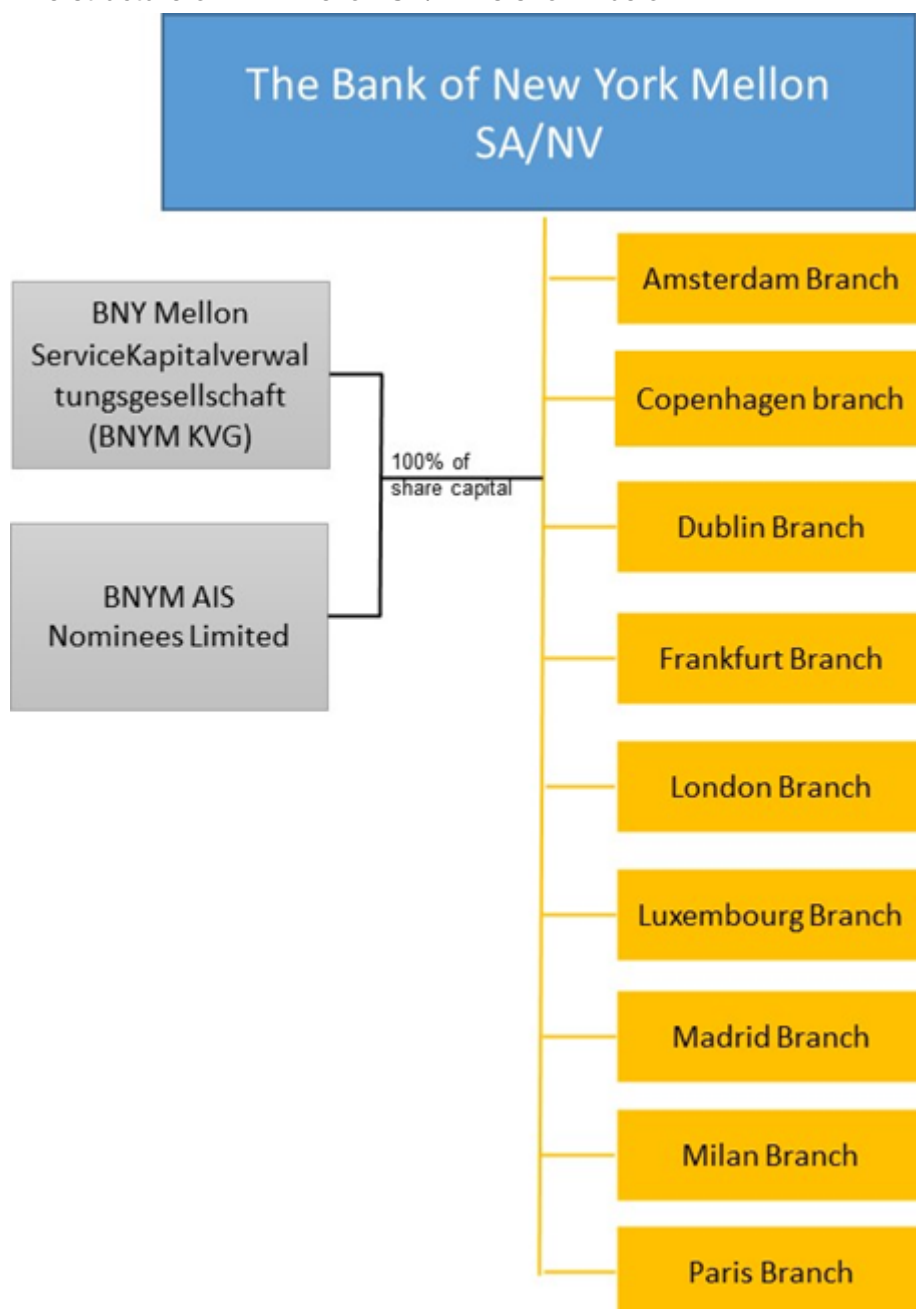 The Bank of New York Mellon
SA/NV
Amsterdam Branch
BNY Mellon
ServiceKapitalverwal
tungsgesellschaft
(BNYM KVG)
Copenhagen branch
100% of
share capital
Dublin Branch
BNYM AIS
Nominees Limited
Frankfurt Branch
London Branch
Luxembourg Branch
Madrid Branch
Milan Branch
Paris Branch